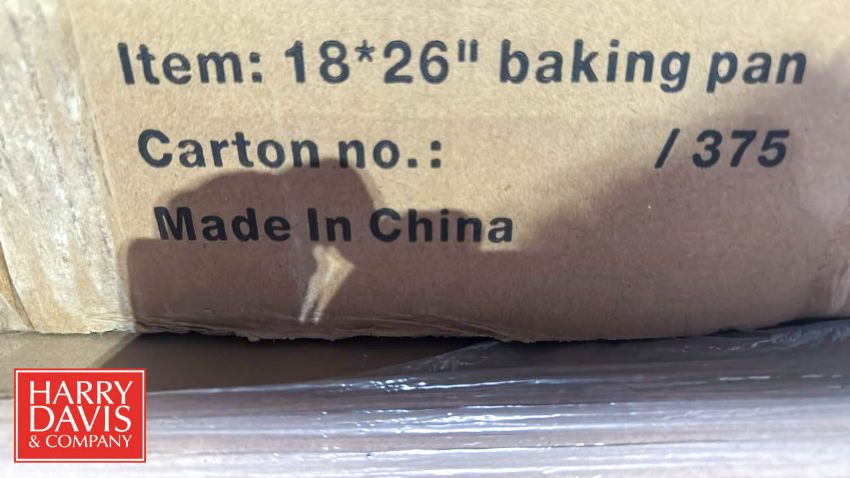 Item: 18*26" baking pan
Carton no.: / 375
Made In China
HARRY
DAVIS
& COMPANY